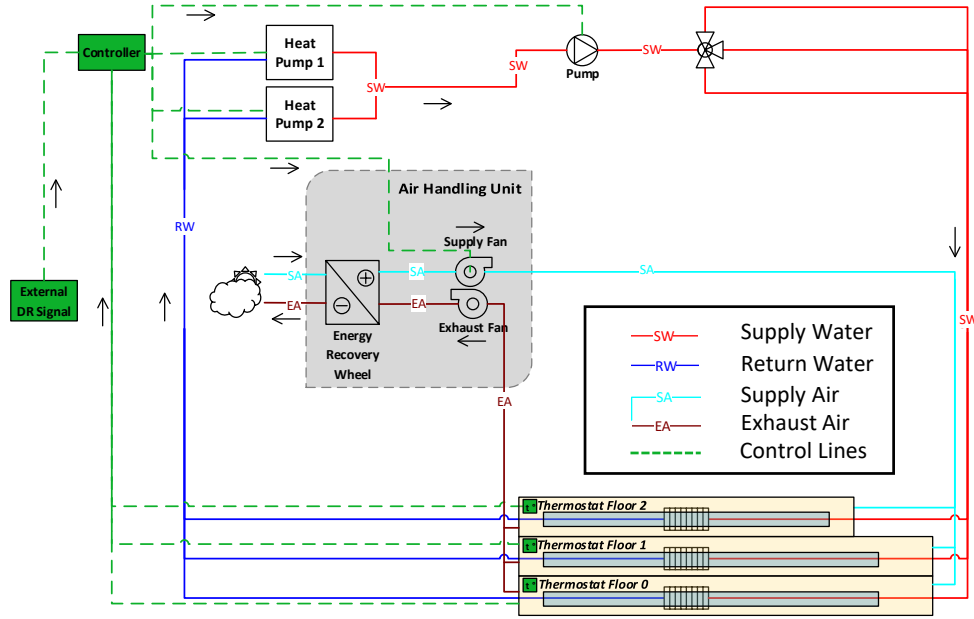 Controller
Heat
Pump 1
Heat
Pump 2
SW
SW
Pump
SW
RW
Air Handling Unit
Supply Fan
SA
SA
SA
External
DR Signal
EA
EA
Exhaust Fan
Energy
Recovery
Wheel
EA
SW
SW Supply Water
RW Return Water
SA Supply Air
EA Exhaust Air
Control Lines
t° Thermostat Floor 2
t° Thermostat Floor 1
t° Thermostat Floor 0